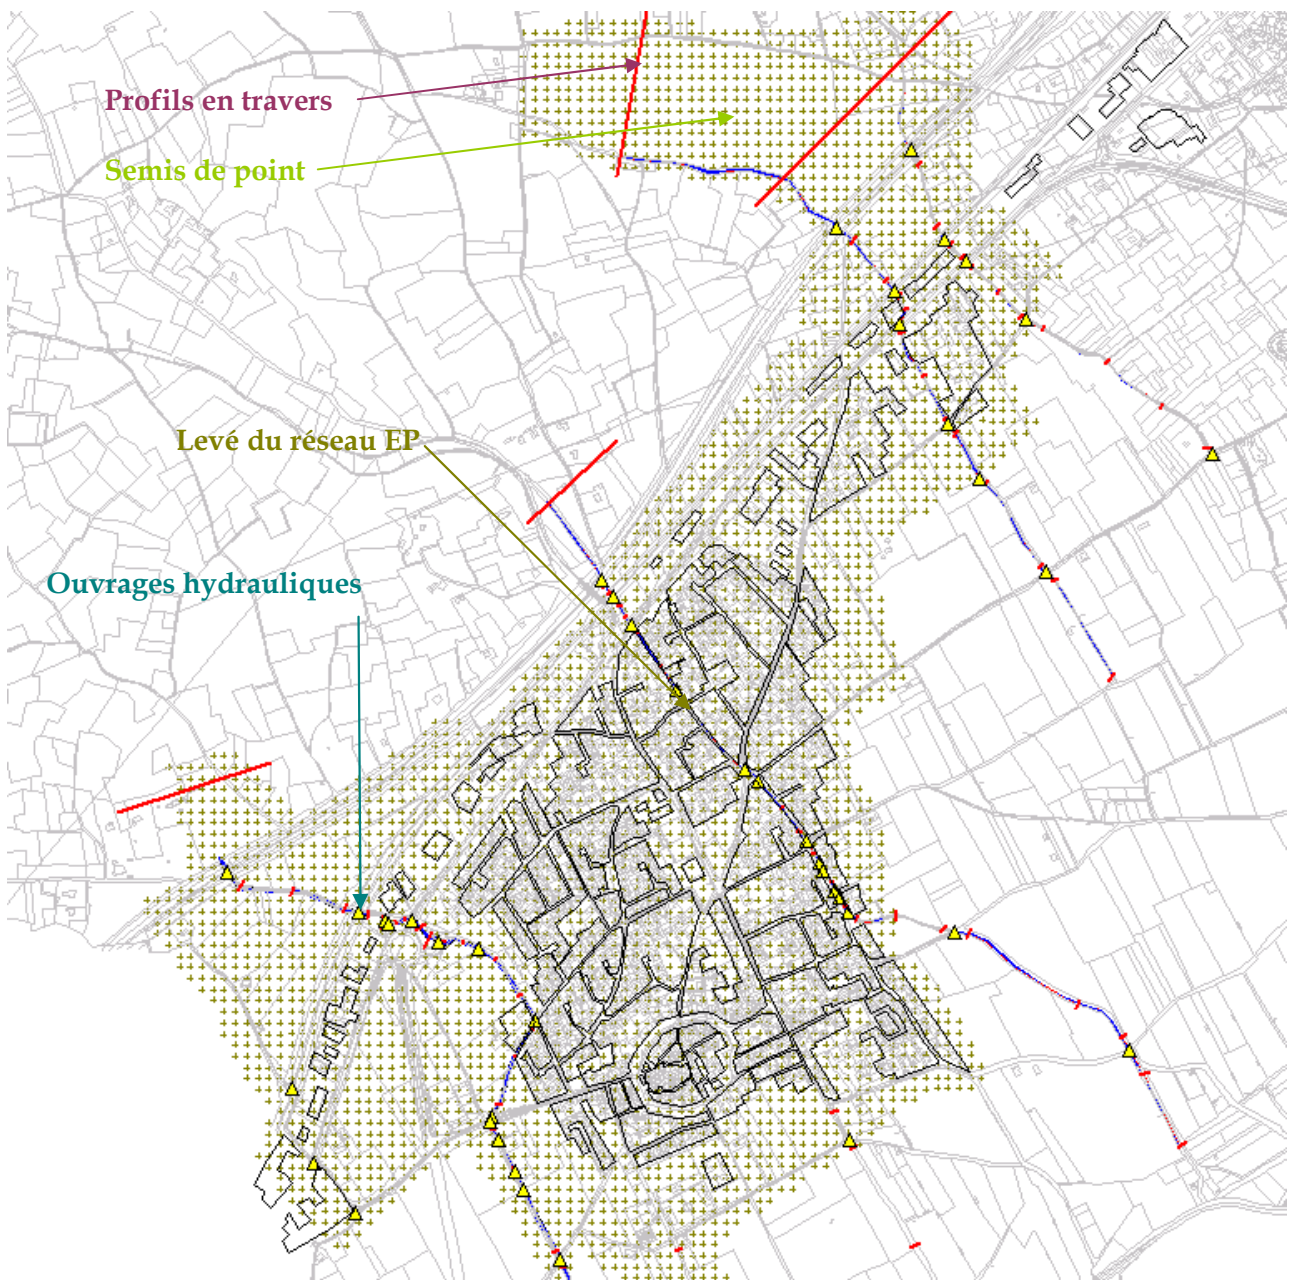 Profils en travers
Semis de point
Levé du réseau EP
Ouvrages hydrauliques